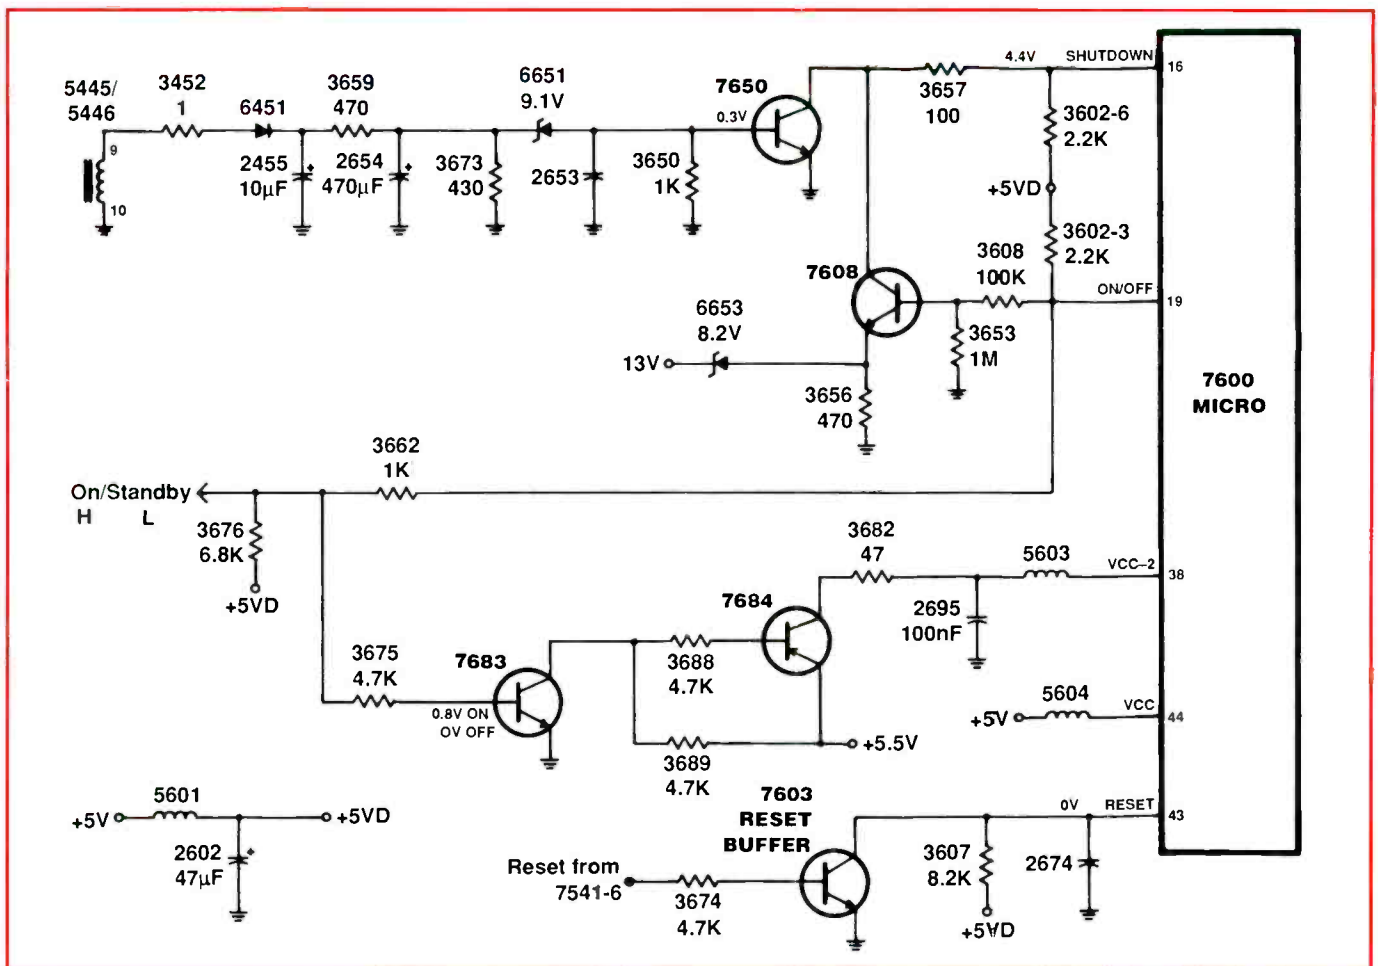 5445/
5446
9
10
3452
1
6451
2455
10µF
+
3659
470
2654
470µF
+
3673
430
6651
9.1V
2653
3650
1K
7650
0.3V
3657
100
4.4V
SHUTDOWN
16
3602-6
2.2K
+5VD
3602-3
2.2K
7608
3608
100K
ON/OFF
19
3653
1M
6653
8.2V
13V
3656
470
7600
MICRO
3662
1K
On/Standby
H L
3676
6.8K
+5VD
3682
47
5603
VCC–2
38
2695
100nF
7684
3675
4.7K
7683
0.8V ON
OV OFF
3688
4.7K
3689
4.7K
+5.5V
5604
+5V
VCC
44
5601
+5V
+5VD
2602
47µF
+
7603
RESET
BUFFER
0V
RESET
43
Reset from
7541-6
3674
4.7K
3607
8.2K
2674
+5VD